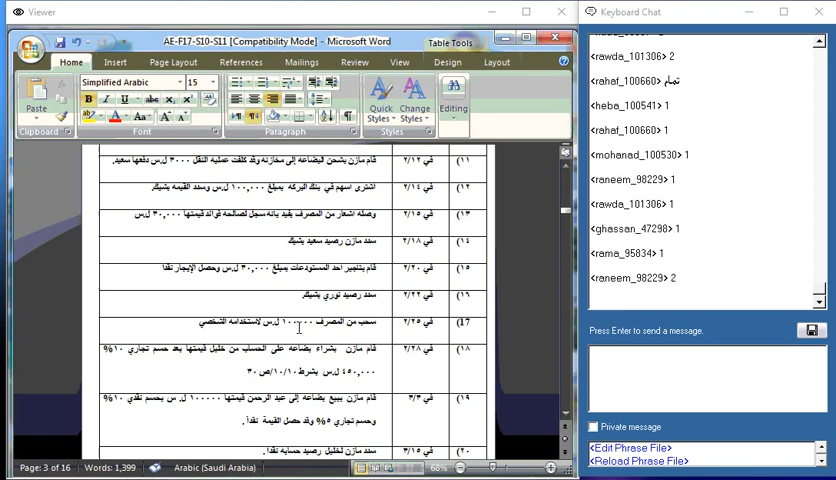 Viewer
AE-F17-S10-S11 [Compatibility Mode] - Microsoft Word
Table Tools
Home Insert Page Layout References Mailings Review View Design Layout
Simplified Arabic 15
Paste
Quick Styles
Change Styles
Editing
Clipboard Font Paragraph Styles
١١) في ٢/١٢ قام مازن بشحن البضاعه إلى مخازنه وقد كلفت عمليه النقل ٣٠٠٠ ل.س دفعها سعيد.
١٢) في ٢/١٤ اشترى اسهم في بنك البركه بمبلغ ١٠٠,٠٠٠ ل.س وسدد القيمه بشيك.
١٣) في ٢/١٥ وصله اشعار من المصرف يفيد بانه سجل لصالحه فوائد قيمتها ٣٠,٠٠٠ ل.س
١٤) في ٢/١٨ سدد مازن رصيد سعيد بشيك
١٥) في ٢/٢٠ قام بتاجير احد المستودعات بمبلغ ٣٠,٠٠٠ ل.س وحصل الإيجار نقدا
١٦) في ٢/٢٢ سدد رصيد نوري بشيك.
17) في ٢/٢٥ سحب من المصرف ١٠٠٠٠٠ ل.س لاستخدامه الشخصي
١٨) في ٢/٢٨ قام مازن بشراء بضاعه على الحساب من خليل قيمتها بعد حسم تجاري ١٠%
٤٥٠,٠٠٠ ل.س بشرط ١٠/١٠/ص ٣٠
١٩) في ٣/٣ قام مازن ببيع بضاعه إلى عبد الرحمن قيمتها ١٠٠٠٠٠ ل.س بحسم نقدي ١٠%
وحسم تجاري ٥% وقد حصل القيمة نقداً.
٢٠) في ٣/١٥ سدد مازن لخليل رصيد حسابه نقدا.
Page: 3 of 16 Words: 1,399 Arabic (Saudi Arabia) 68%
Keyboard Chat
<rawda_101306> 2
<rahaf_100660> تمام
<heba_100541> 1
<rahaf_100660> 1
<mohanad_100530> 1
<raneem_98229> 1
<rawda_101306> 1
<ghassan_47298> 1
<rama_95834> 1
<raneem_98229> 2
Press Enter to send a message.
Private message
<Edit Phrase File>
<Reload Phrase File>